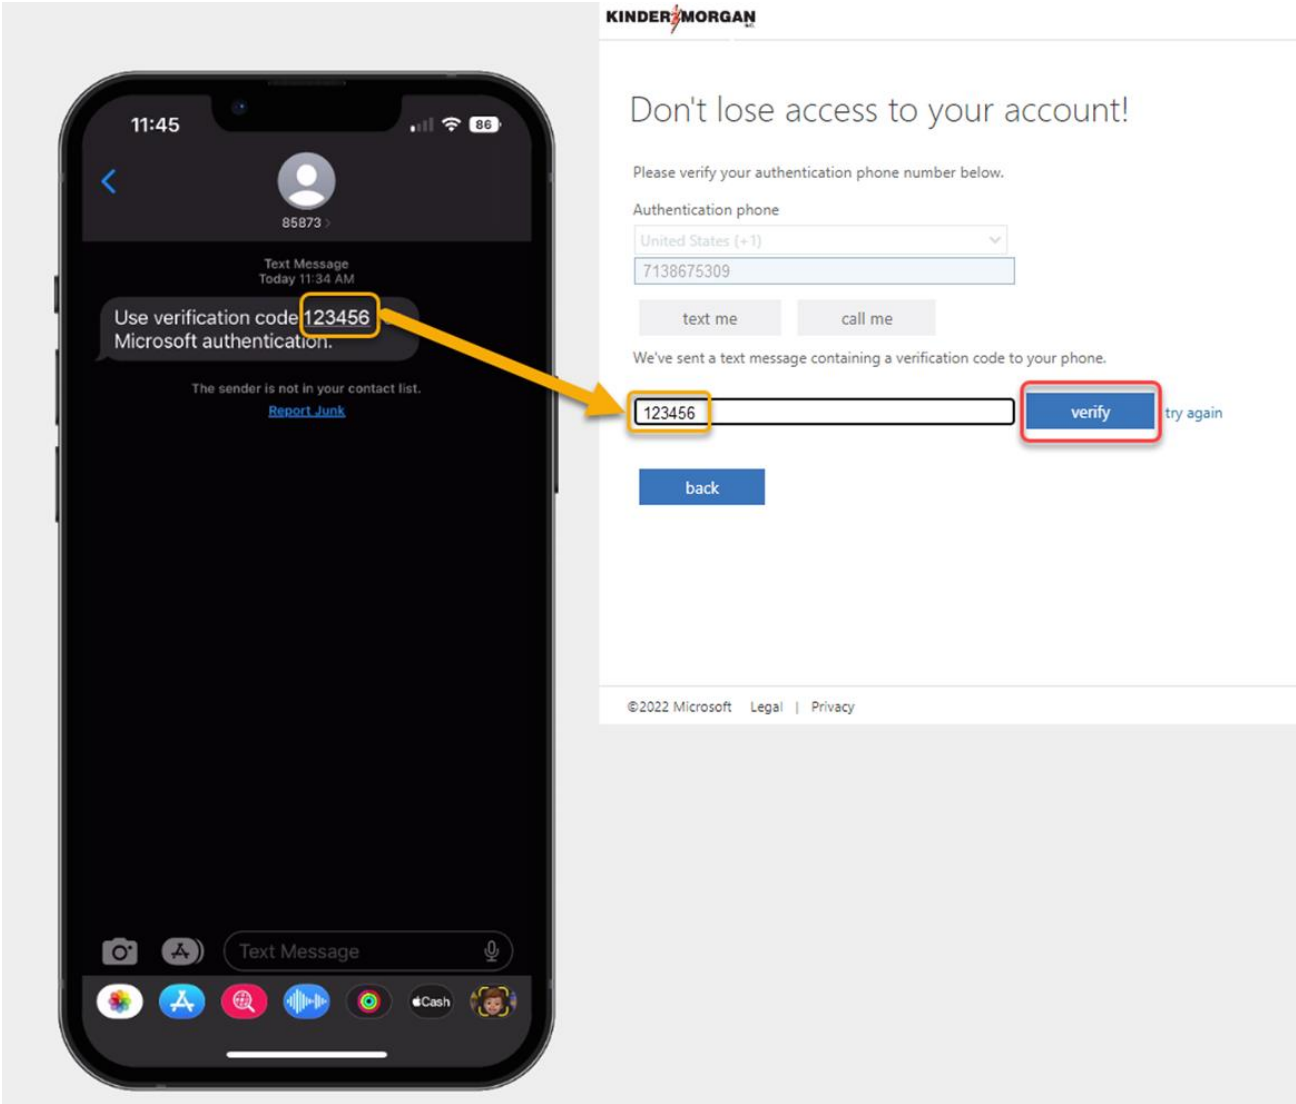 11:45
86
85873
Text Message
Today 11:34 AM
Use verification code 123456
Microsoft authentication.
The sender is not in your contact list.
Report Junk
Text Message
Cash
KINDER MORGAN
Don't lose access to your account!
Please verify your authentication phone number below.
Authentication phone
United States (+1)
7138675309
text me
call me
We've sent a text message containing a verification code to your phone.
123456
verify
try again
back
©2022 Microsoft Legal | Privacy